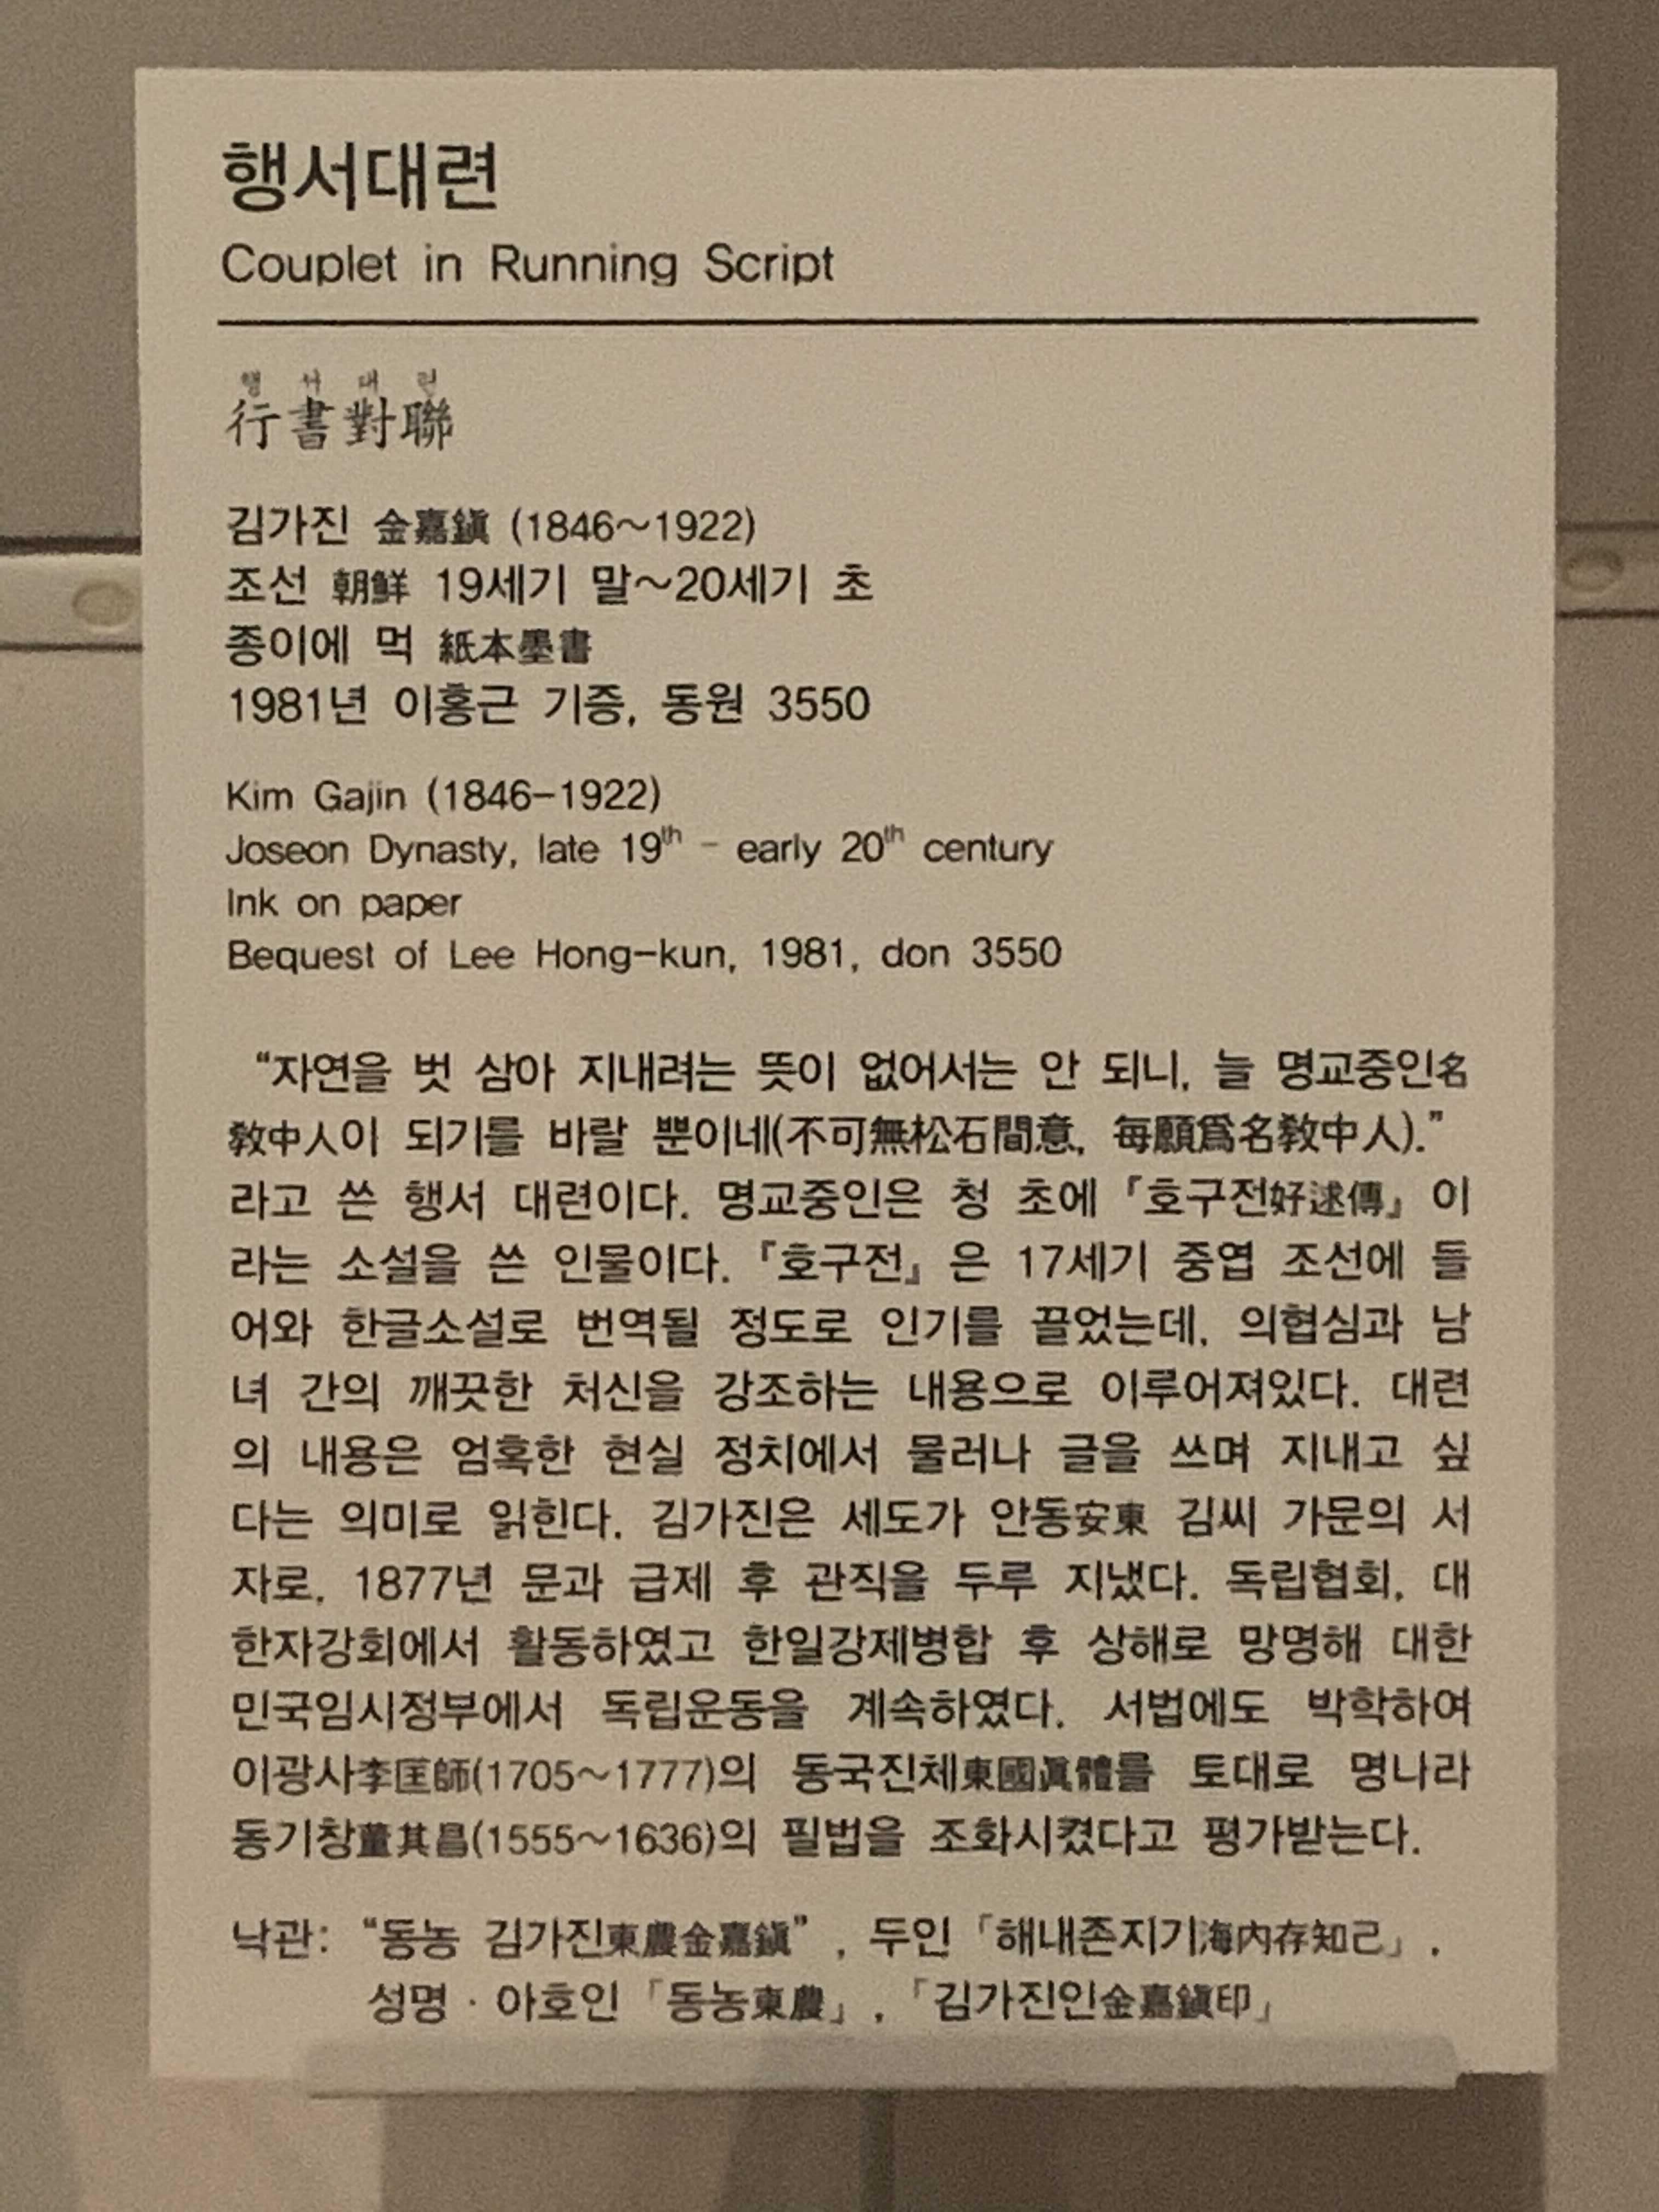 행서대련
Couplet in Running Script
행 서 대 련
行書對聯
김가진 金嘉鎭 (1846~1922)
조선 朝鮮 19세기 말~20세기 초
종이에 먹 紙本墨書
1981년 이홍근 기증, 동원 3550
Kim Gajin (1846-1922)
Joseon Dynasty, late 19th - early 20th century
Ink on paper
Bequest of Lee Hong-kun, 1981, don 3550
“자연을 벗 삼아 지내려는 뜻이 없어서는 안 되니, 늘 명교중인名
敎中人이 되기를 바랄 뿐이네(不可無松石間意, 每願爲名敎中人).”
라고 쓴 행서 대련이다. 명교중인은 청 초에 『호구전好逑傳』 이
라는 소설을 쓴 인물이다. 『호구전』 은 17세기 중엽 조선에 들
어와 한글소설로 번역될 정도로 인기를 끌었는데, 의협심과 남
녀 간의 깨끗한 처신을 강조하는 내용으로 이루어져있다. 대련
의 내용은 엄혹한 현실 정치에서 물러나 글을 쓰며 지내고 싶
다는 의미로 읽힌다. 김가진은 세도가 안동安東 김씨 가문의 서
자로, 1877년 문과 급제 후 관직을 두루 지냈다. 독립협회, 대
한자강회에서 활동하였고 한일강제병합 후 상해로 망명해 대한
민국임시정부에서 독립운동을 계속하였다. 서법에도 박학하여
이광사李匡師(1705~1777)의 동국진체東國眞體를 토대로 명나라
동기창董其昌(1555~1636)의 필법을 조화시켰다고 평가받는다.
낙관: “동농 김가진東農金嘉鎭”, 두인「해내존지기海內存知己」,
성명·아호인「동농東農」,「김가진인金嘉鎭印」